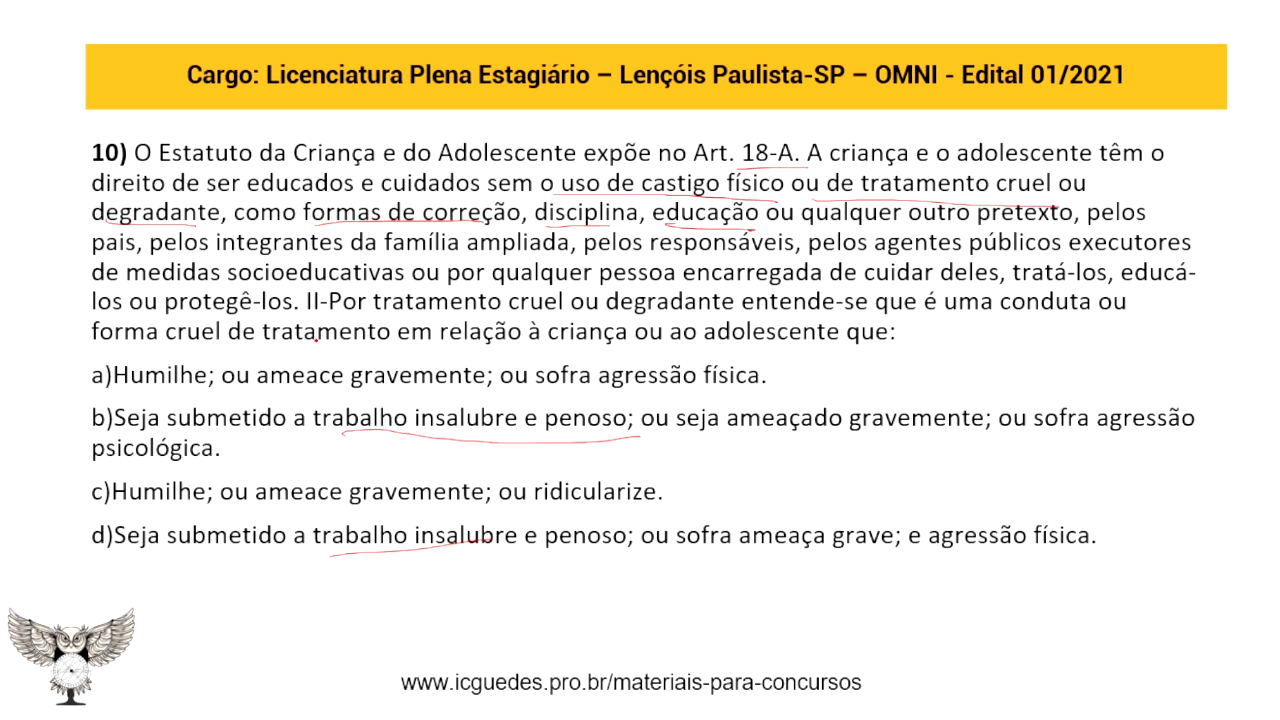 Cargo: Licenciatura Plena Estagiário – Lençóis Paulista-SP – OMNI - Edital 01/2021
10) O Estatuto da Criança e do Adolescente expõe no Art. 18-A. A criança e o adolescente têm o
direito de ser educados e cuidados sem o uso de castigo físico ou de tratamento cruel ou
degradante, como formas de correção, disciplina, educação ou qualquer outro pretexto, pelos
pais, pelos integrantes da família ampliada, pelos responsáveis, pelos agentes públicos executores
de medidas socioeducativas ou por qualquer pessoa encarregada de cuidar deles, tratá-los, educá-
los ou protegê-los. II-Por tratamento cruel ou degradante entende-se que é uma conduta ou
forma cruel de tratamento em relação à criança ou ao adolescente que:
a)Humilhe; ou ameace gravemente; ou sofra agressão física.
b)Seja submetido a trabalho insalubre e penoso; ou seja ameaçado gravemente; ou sofra agressão
psicológica.
c)Humilhe; ou ameace gravemente; ou ridicularize.
d)Seja submetido a trabalho insalubre e penoso; ou sofra ameaça grave; e agressão física.
www.icguedes.pro.br/materiais-para-concursos